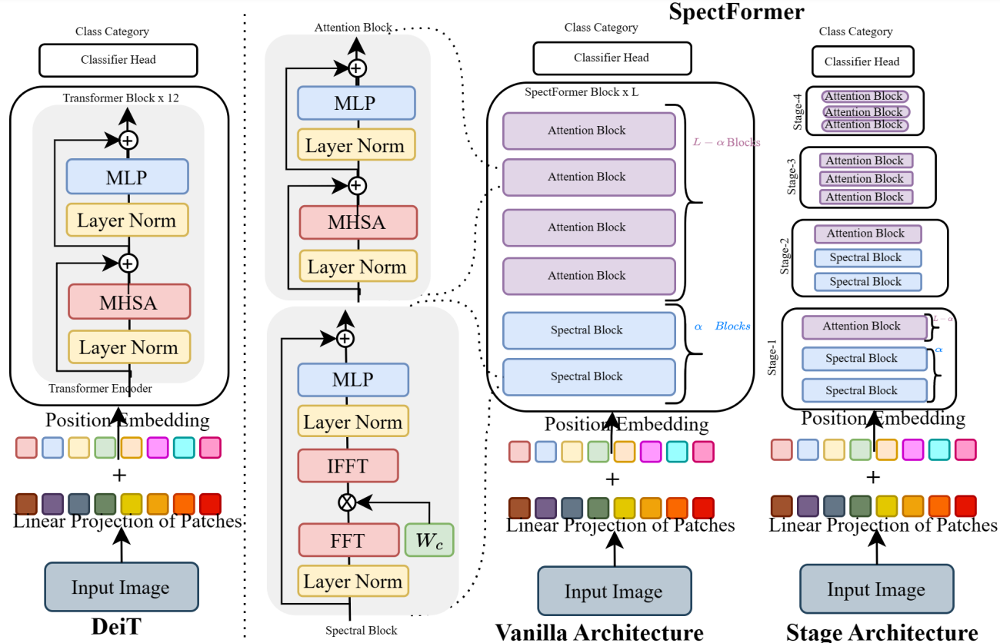 SpectFormer
Class Category
Classifier Head
Transformer Block x 12
+
MLP
Layer Norm
+
MHSA
Layer Norm
Transformer Encoder
Position Embedding
+
Linear Projection of Patches
Input Image
DeiT
Attention Block
+
MLP
Layer Norm
+
MHSA
Layer Norm
+
MLP
Layer Norm
IFFT
FFT
W_c
Layer Norm
Spectral Block
Class Category
Classifier Head
SpectFormer Block x L
Attention Block
Attention Block
Attention Block
Attention Block
L − α Blocks
Spectral Block
Spectral Block
α Blocks
Position Embedding
+
Linear Projection of Patches
Input Image
Vanilla Architecture
Class Category
Classifier Head
Stage-4
Attention Block
Attention Block
Attention Block
Stage-3
Attention Block
Attention Block
Attention Block
Stage-2
Attention Block
Spectral Block
Spectral Block
Stage-1
Attention Block
L − α
Spectral Block
α
Spectral Block
Position Embedding
+
Linear Projection of Patches
Input Image
Stage Architecture